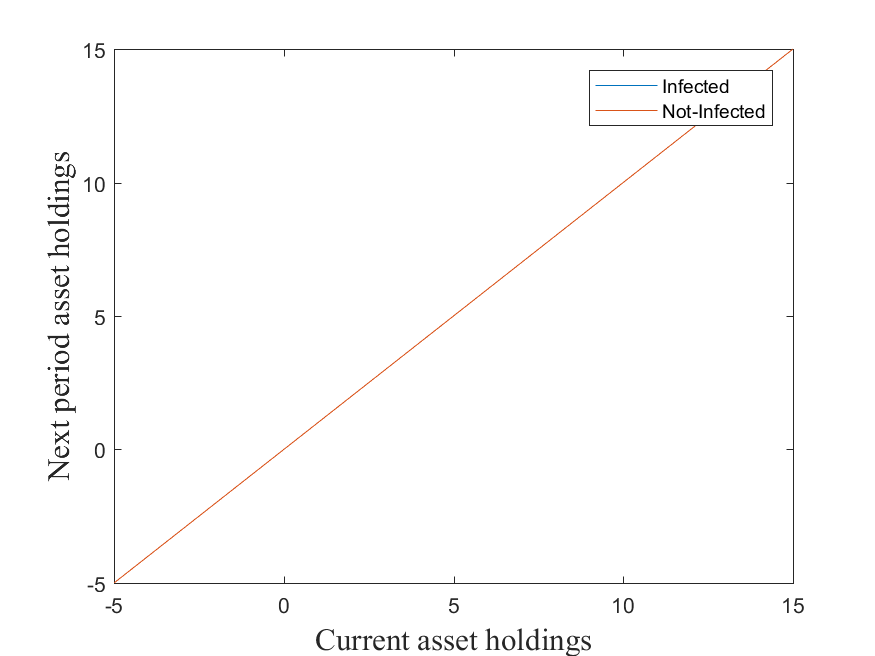 15
10
5
0
-5
Next period asset holdings
Infected
Not-Infected
-5 0 5 10 15
Current asset holdings